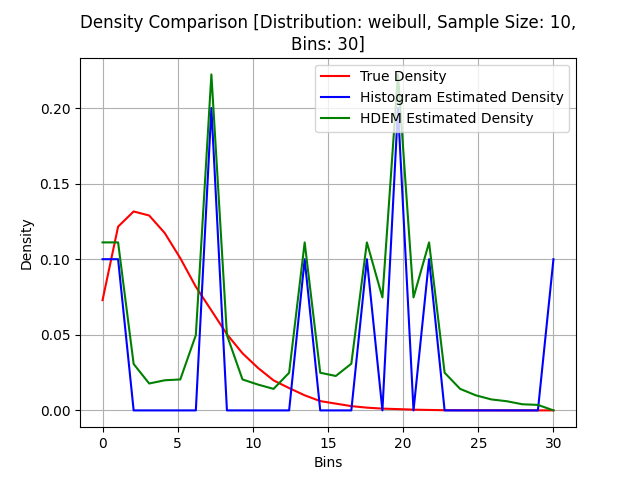 Density Comparison [Distribution: weibull, Sample Size: 10,
Bins: 30]
True Density
Histogram Estimated Density
HDEM Estimated Density
Density
0.20
0.15
0.10
0.05
0.00
0 5 10 15 20 25 30
Bins